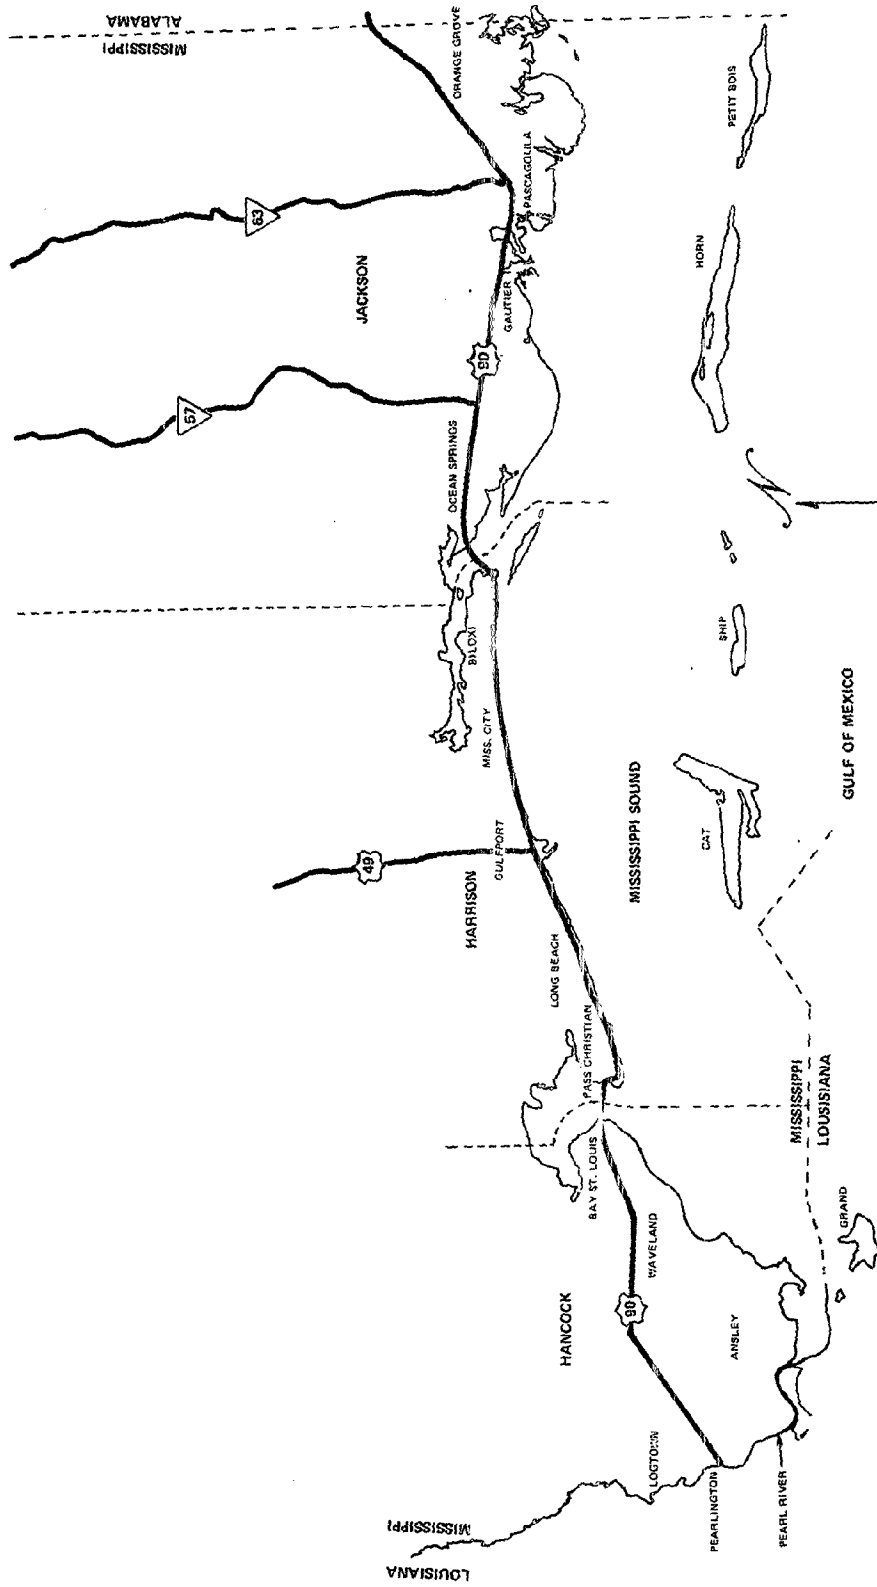 MISSISSIPPI
ALABAMA
ORANGE GROVE
63
PASCAGOULA
PETIT BOIS
JACKSON
GAUTIER
HORN
57
90
OCEAN SPRINGS
BILOXI
SHIP
MISS. CITY
GULF OF MEXICO
49
GULFPORT
MISSISSIPPI SOUND
CAT
HARRISON
LONG BEACH
PASS CHRISTIAN
MISSISSIPPI
LOUSISIANA
BAY ST. LOUIS
GRAND
WAVELAND
HANCOCK
90
ANSLEY
LOGTOWN
PEARLINGTON
PEARL RIVER
MISSISSIPPI
LOUISIANA